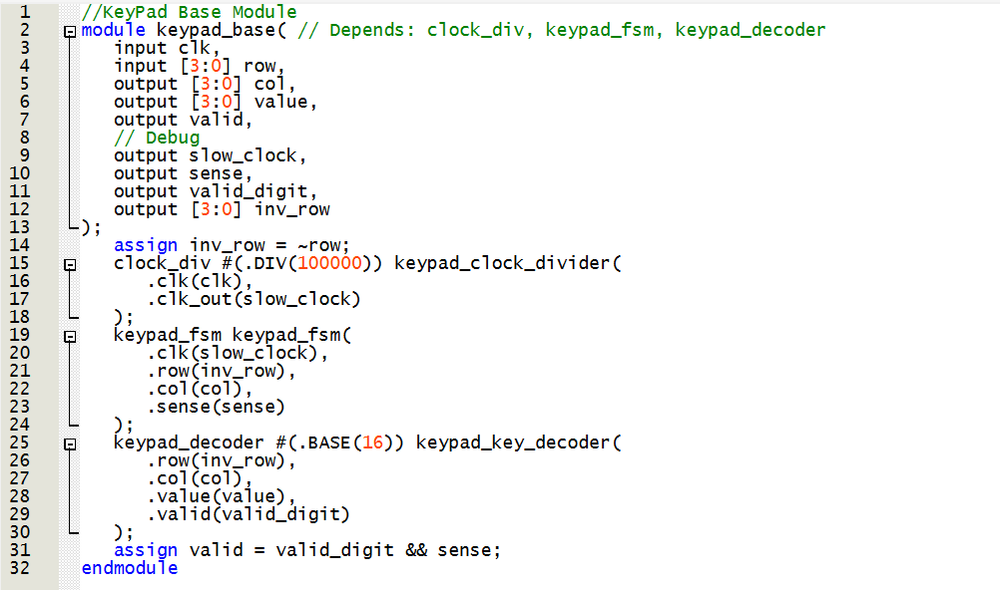 1 //KeyPad Base Module
2 module keypad_base( // Depends: clock_div, keypad_fsm, keypad_decoder
3    input clk,
4    input [3:0] row,
5    output [3:0] col,
6    output [3:0] value,
7    output valid,
8    // Debug
9    output slow_clock,
10    output sense,
11    output valid_digit,
12    output [3:0] inv_row
13 );
14    assign inv_row = ~row;
15    clock_div #(.DIV(100000)) keypad_clock_divider(
16       .clk(clk),
17       .clk_out(slow_clock)
18    );
19    keypad_fsm keypad_fsm(
20       .clk(slow_clock),
21       .row(inv_row),
22       .col(col),
23       .sense(sense)
24    );
25    keypad_decoder #(.BASE(16)) keypad_key_decoder(
26       .row(inv_row),
27       .col(col),
28       .value(value),
29       .valid(valid_digit)
30    );
31    assign valid = valid_digit && sense;
32 endmodule